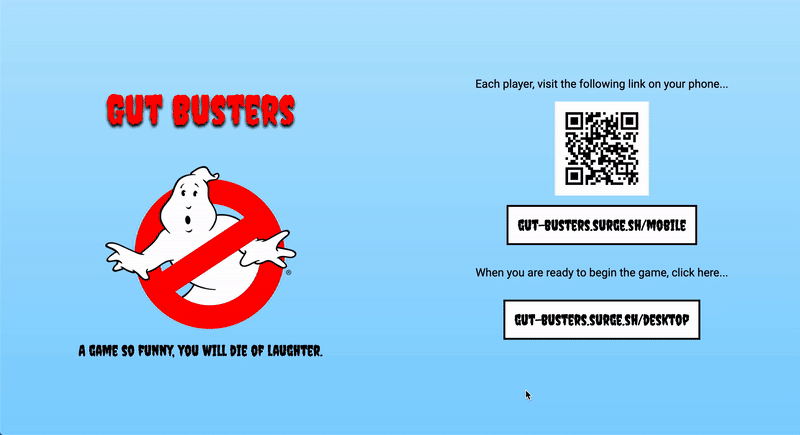 GUT BUSTERS
®
A GAME SO FUNNY, YOU WILL DIE OF LAUGHTER.
Each player, visit the following link on your phone...
GUT-BUSTERS.SURGE.SH/MOBILE
When you are ready to begin the game, click here...
GUT-BUSTERS.SURGE.SH/DESKTOP